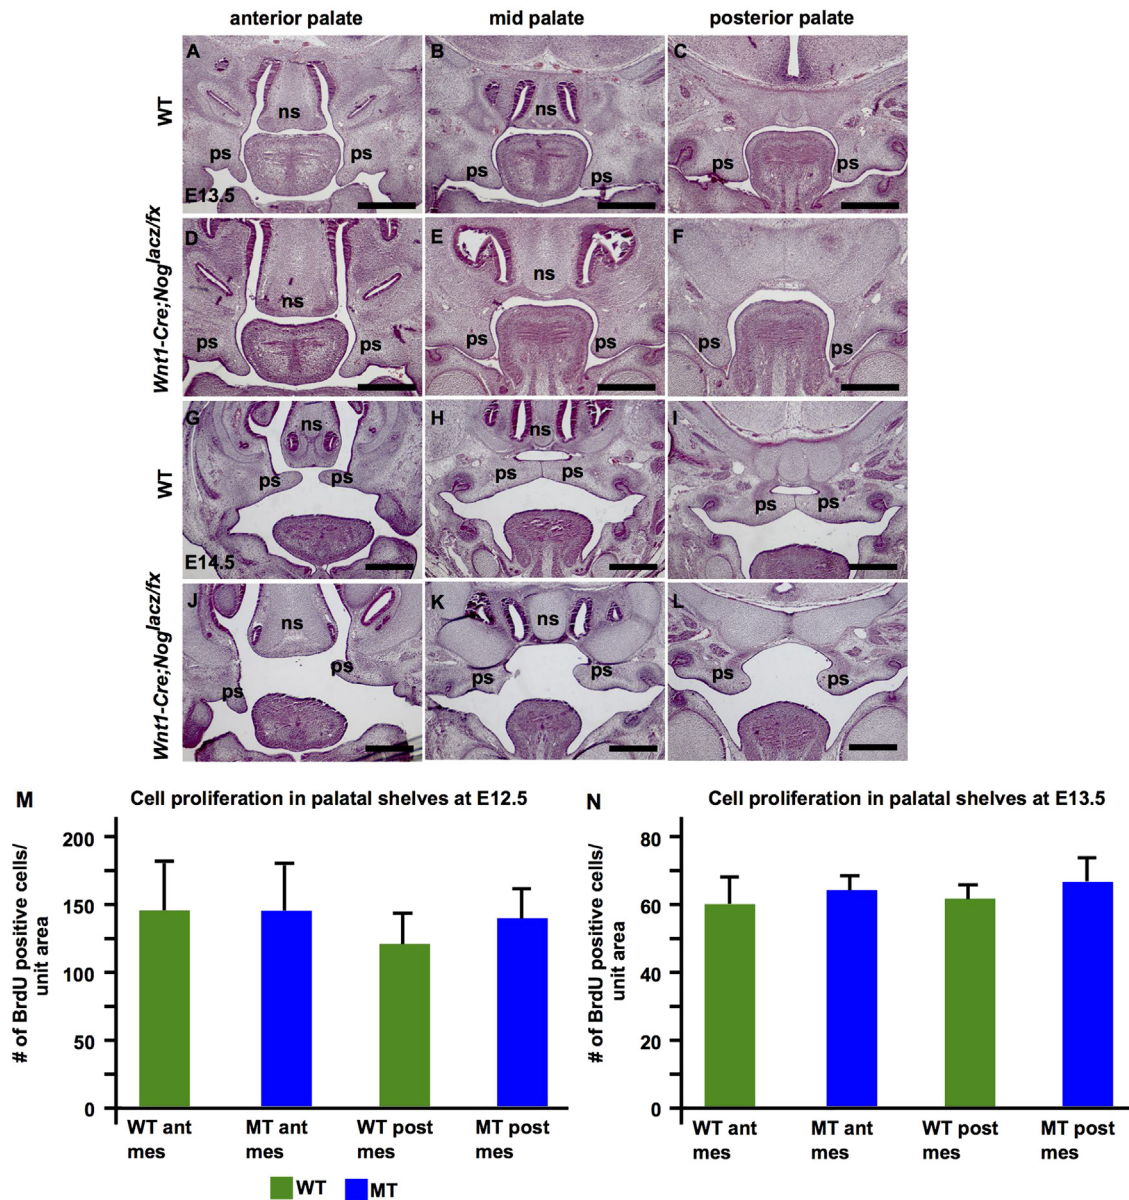 anterior palate mid palate posterior palate
WT
A B C
ns ns
ps ps ps ps ps
E13.5
Wnt1-Cre;Noglacz/fx
D E F
ns ns
ps ps ps ps ps ps
WT
G H I
ns ns
ps ps ps ps ps ps
E14.5
Wnt1-Cre;Noglacz/fx
J K L
ns ns
ps ps ps ps ps ps
M Cell proliferation in palatal shelves at E12.5
# of BrdU positive cells/
unit area
200
150
100
50
0
WT ant MT ant WT post MT post
mes mes mes mes
N Cell proliferation in palatal shelves at E13.5
# of BrdU positive cells/
unit area
80
60
40
20
0
WT ant MT ant WT post MT post
mes mes mes mes
WT MT